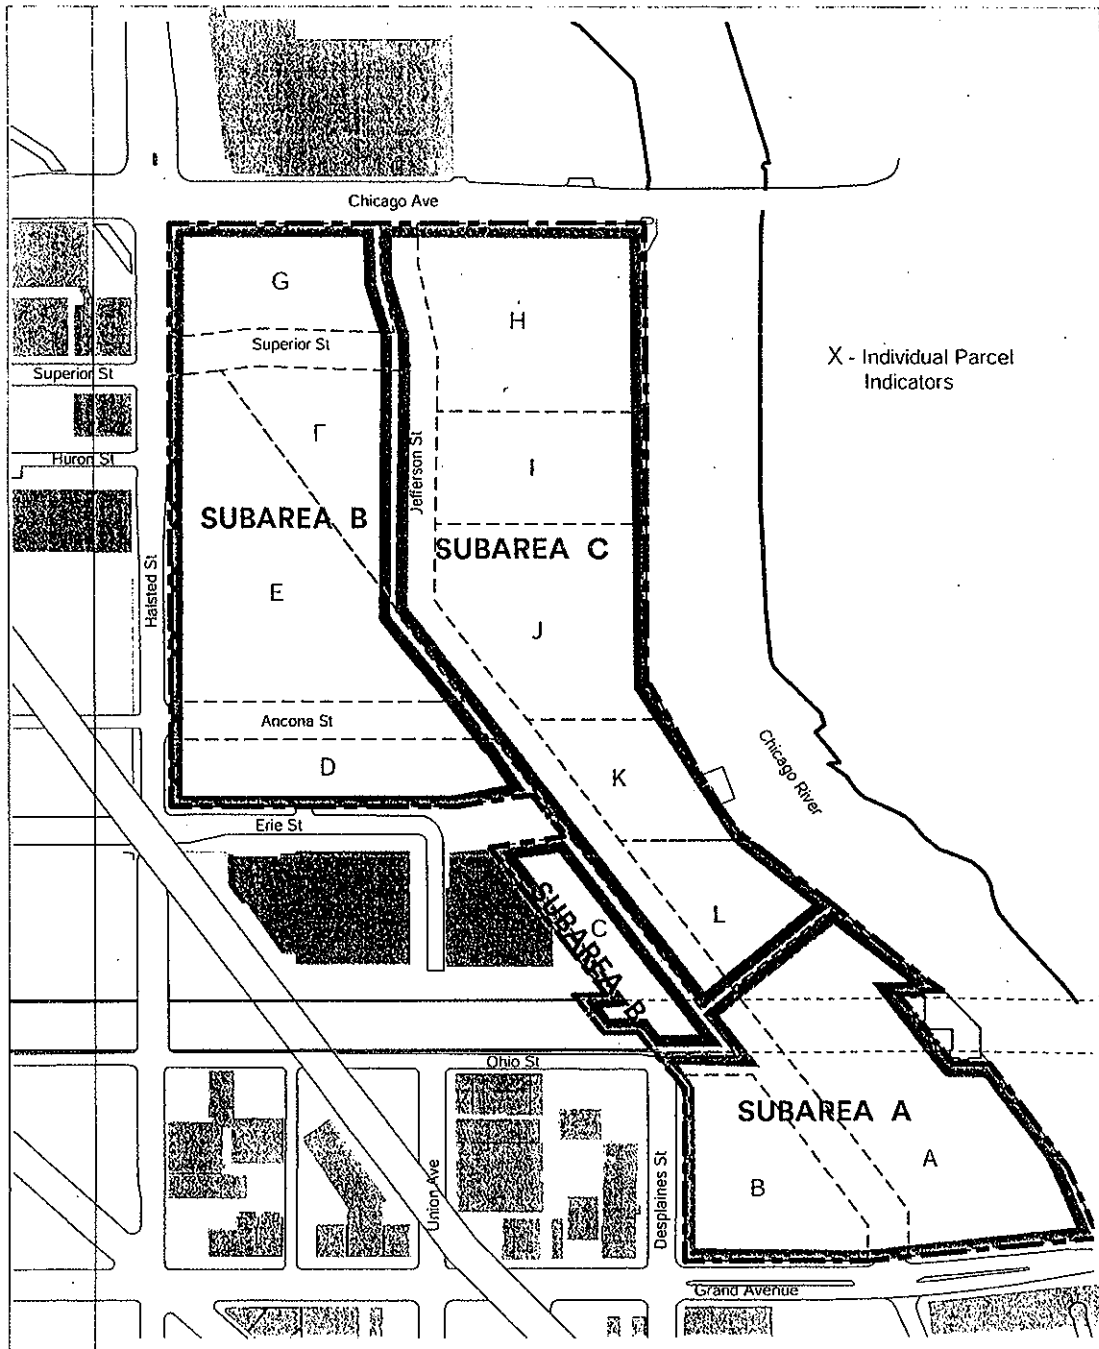 Chicago Ave
G
H
Superior St
X - Individual Parcel
Indicators
Superior St
F
Jefferson St
Huron St
I
SUBAREA B
SUBAREA C
Halsted St
E
J
Ancona St
D
K
Chicago River
Erie St
SUBAREA B
C
L
Ohio St
SUBAREA A
A
B
Union Ave
Desplaines St
Grand Avenue